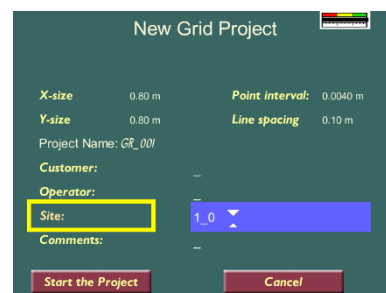 New Grid Project
X-size 0.80 m Point interval: 0.0040 m
Y-size 0.80 m Line spacing 0.10 m
Project Name: GR_001
Customer: _
Operator: _
Site: 1_0
Comments: _
Start the Project Cancel